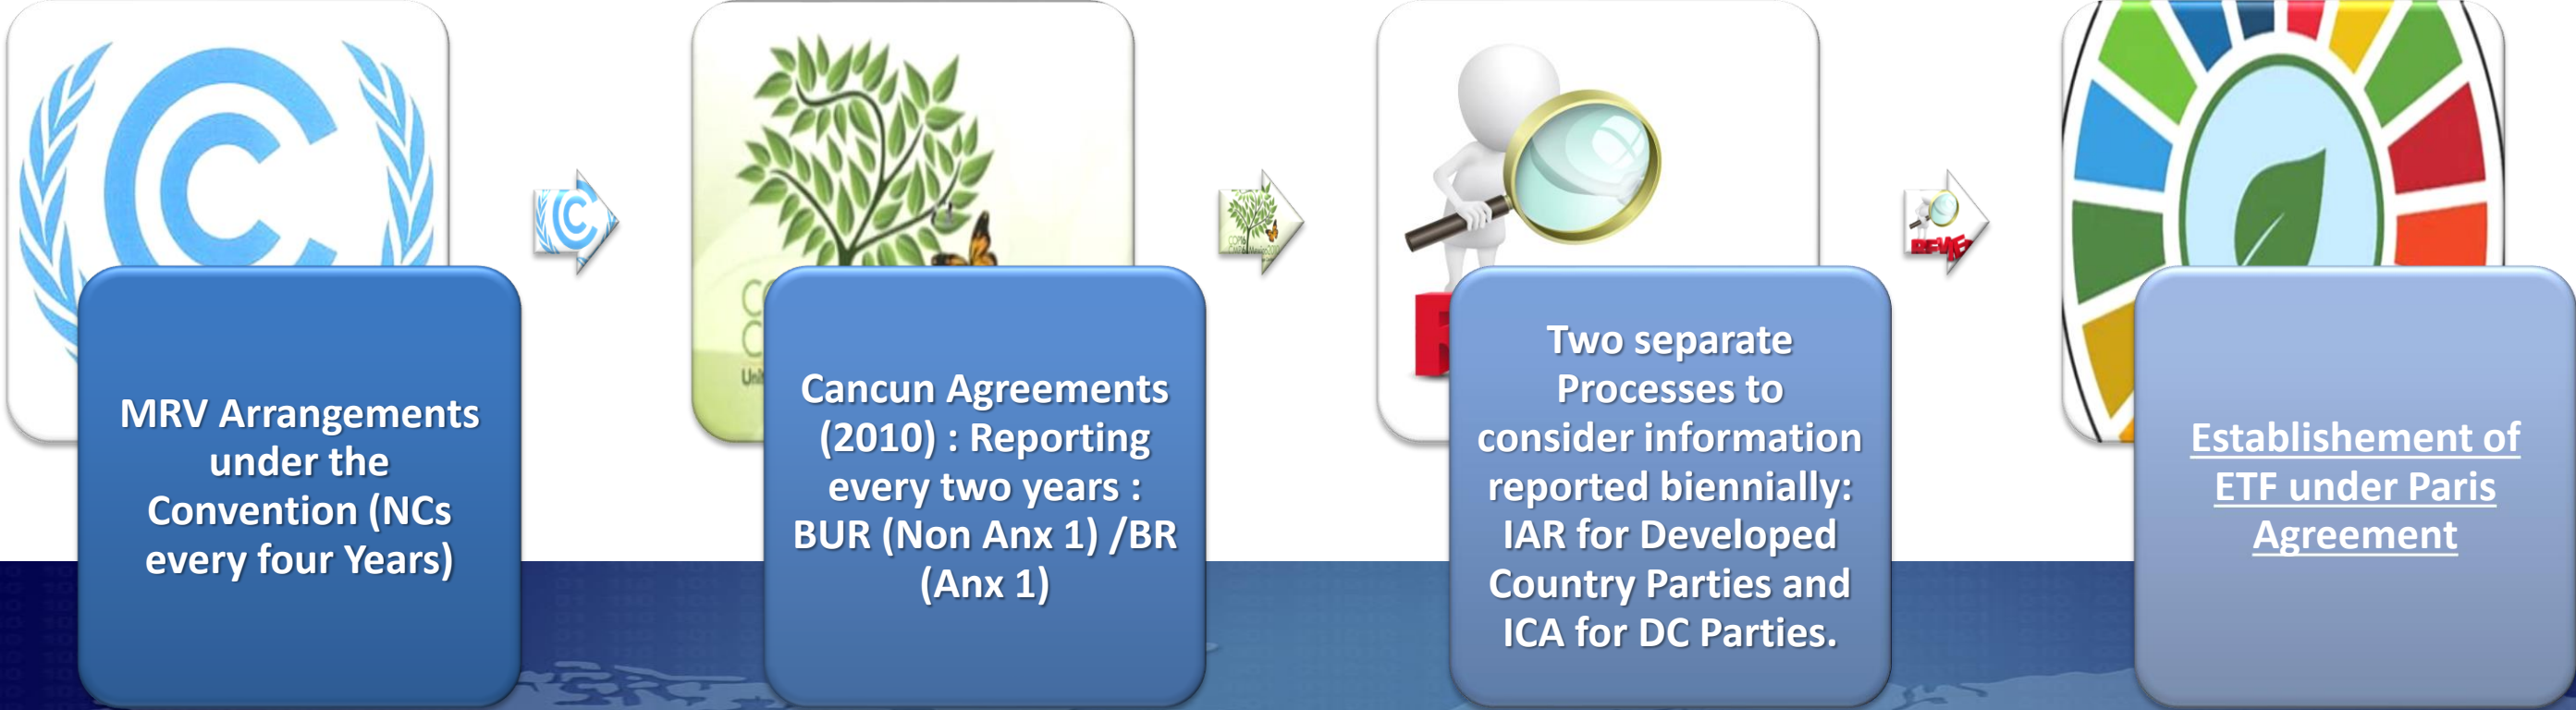 MRV Arrangements
under the
Convention (NCs
every four Years)
Cancun Agreements
(2010) : Reporting
every two years :
BUR (Non Anx 1) /BR
(Anx 1)
Two separate
Processes to
consider information
reported biennially:
IAR for Developed
Country Parties and
ICA for DC Parties.
Establishement of
ETF under Paris
Agreement